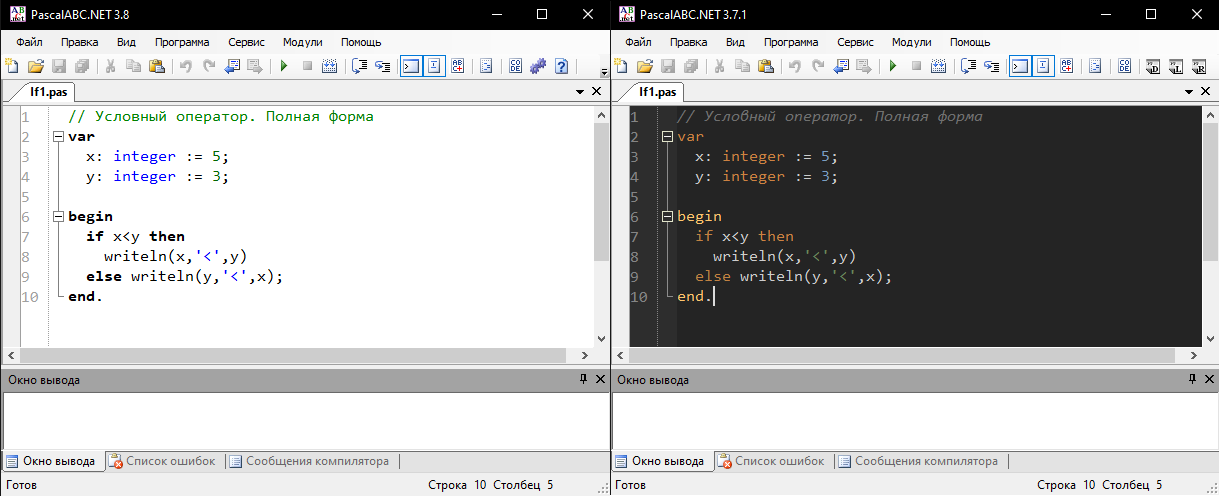 PascalABC.NET 3.8
Файл Правка Вид Программа Сервис Модули Помощь
If1.pas
1 // Условный оператор. Полная форма
2 var
3 x: integer := 5;
4 y: integer := 3;
5
6 begin
7 if x<y then
8 writeln(x,'<',y)
9 else writeln(y,'<',x);
10 end.
Окно вывода
Окно вывода Список ошибок Сообщения компилятора
Готов Строка 10 Столбец 5
PascalABC.NET 3.7.1
Файл Правка Вид Программа Сервис Модули Помощь
If1.pas
1 // Условный оператор. Полная форма
2 var
3 x: integer := 5;
4 y: integer := 3;
5
6 begin
7 if x<y then
8 writeln(x,'<',y)
9 else writeln(y,'<',x);
10 end.
Окно вывода
Окно вывода Список ошибок Сообщения компилятора
Готов Строка 10 Столбец 5